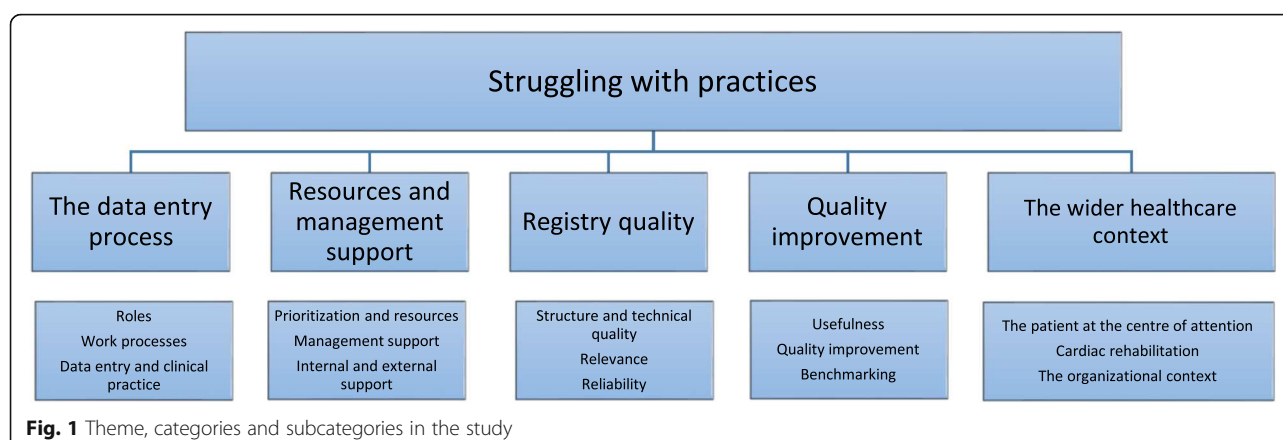 Struggling with practices
The data entry
process
Resources and
management
support
Registry quality
Quality
improvement
The wider healthcare
context
Roles
Work processes
Data entry and clinical
practice
Prioritization and resources
Management support
Internal and external
support
Structure and technical
quality
Relevance
Reliability
Usefulness
Quality improvement
Benchmarking
The patient at the centre of attention
Cardiac rehabilitation
The organizational context
Fig. 1 Theme, categories and subcategories in the study